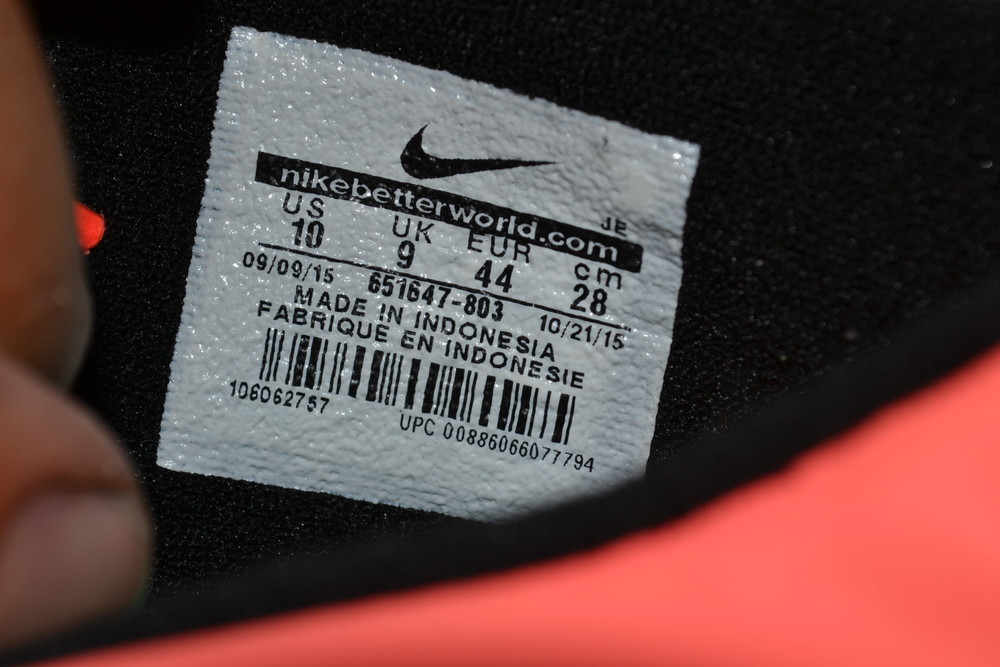 nikebetterworld.com
JE
US UK EUR cm
10 9 44 28
09/09/15 651647-803 10/21/15
MADE IN INDONESIA
FABRIQUE EN INDONESIE
106062757
UPC 00886066077794